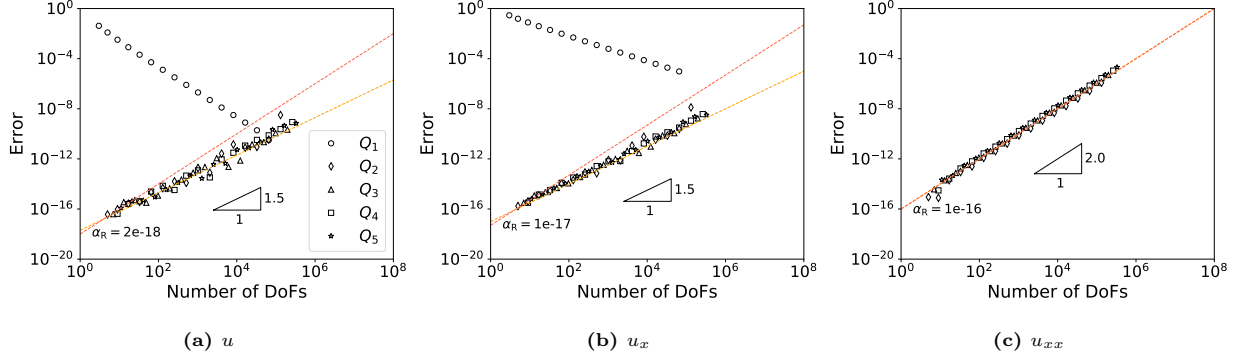 10^0
10^-4
10^-8
10^-12
10^-16
10^-20
Error
10^0
10^2
10^4
10^6
10^8
Number of DoFs
α_R = 2e-18
1.5
1
Q_1
Q_2
Q_3
Q_4
Q_5
(a) u
10^0
10^-4
10^-8
10^-12
10^-16
10^-20
Error
10^0
10^2
10^4
10^6
10^8
Number of DoFs
α_R = 1e-17
1.5
1
(b) u_x
10^0
10^-4
10^-8
10^-12
10^-16
10^-20
Error
10^0
10^2
10^4
10^6
10^8
Number of DoFs
α_R = 1e-16
2.0
1
(c) u_xx